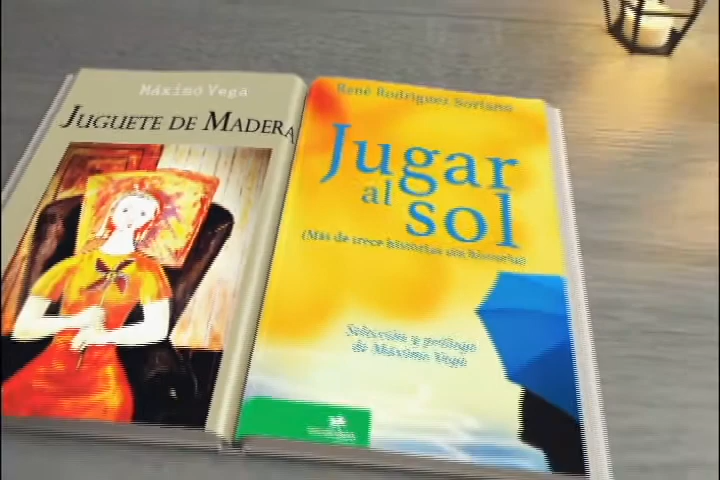 Máximo Vega
JUGUETE DE MADERA
René Rodríguez Soriano
Jugar
al
sol
(Más de trece historias sin historia)
Selección y prólogo
de Máximo Vega